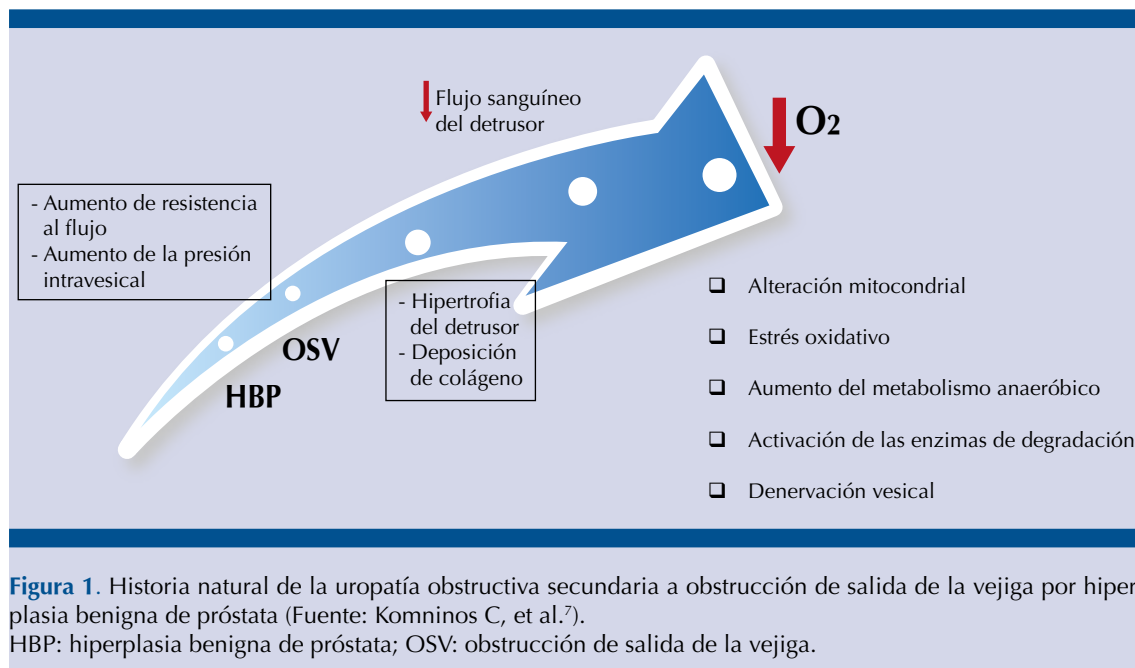 Flujo sanguíneo
del detrusor
O2
- Aumento de resistencia
al flujo
- Aumento de la presión
intravesical
- Hipertrofia
del detrusor
- Deposición
de colágeno
OSV
HBP
Alteración mitocondrial
Estrés oxidativo
Aumento del metabolismo anaeróbico
Activación de las enzimas de degradación
Denervación vesical
Figura 1. Historia natural de la uropatía obstructiva secundaria a obstrucción de salida de la vejiga por hiper
plasia benigna de próstata (Fuente: Komninos C, et al.7).
HBP: hiperplasia benigna de próstata; OSV: obstrucción de salida de la vejiga.